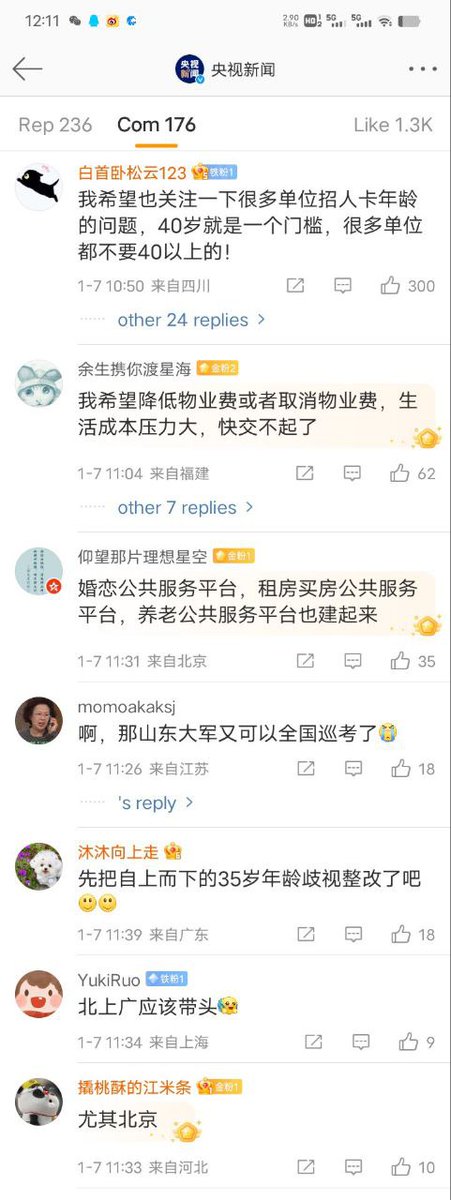 12:11
2.90 KB/s HD 5G 5G
央视新闻
Rep 236 Com 176 Like 1.3K
白首卧松云123 铁粉1
我希望也关注一下很多单位招人卡年龄
的问题，40岁就是一个门槛，很多单位
都不要40以上的！
1-7 10:50 来自四川 300
other 24 replies
余生携你渡星海 金粉2
我希望降低物业费或者取消物业费，生
活成本压力大，快交不起了
1-7 11:04 来自福建 62
other 7 replies
仰望那片理想星空 金粉1
婚恋公共服务平台，租房买房公共服务
平台，养老公共服务平台也建起来
1-7 11:31 来自北京 35
momoakaksj
啊，那山东大军又可以全国巡考了😭
1-7 11:26 来自江苏 18
's reply
沐沐向上走
先把自上而下的35岁年龄歧视整改了吧
🙂🙂
1-7 11:39 来自广东 18
YukiRuo 铁粉1
北上广应该带头
1-7 11:34 来自上海 9
撬桃酥的江米条 金粉1
尤其北京
1-7 11:33 来自河北 10